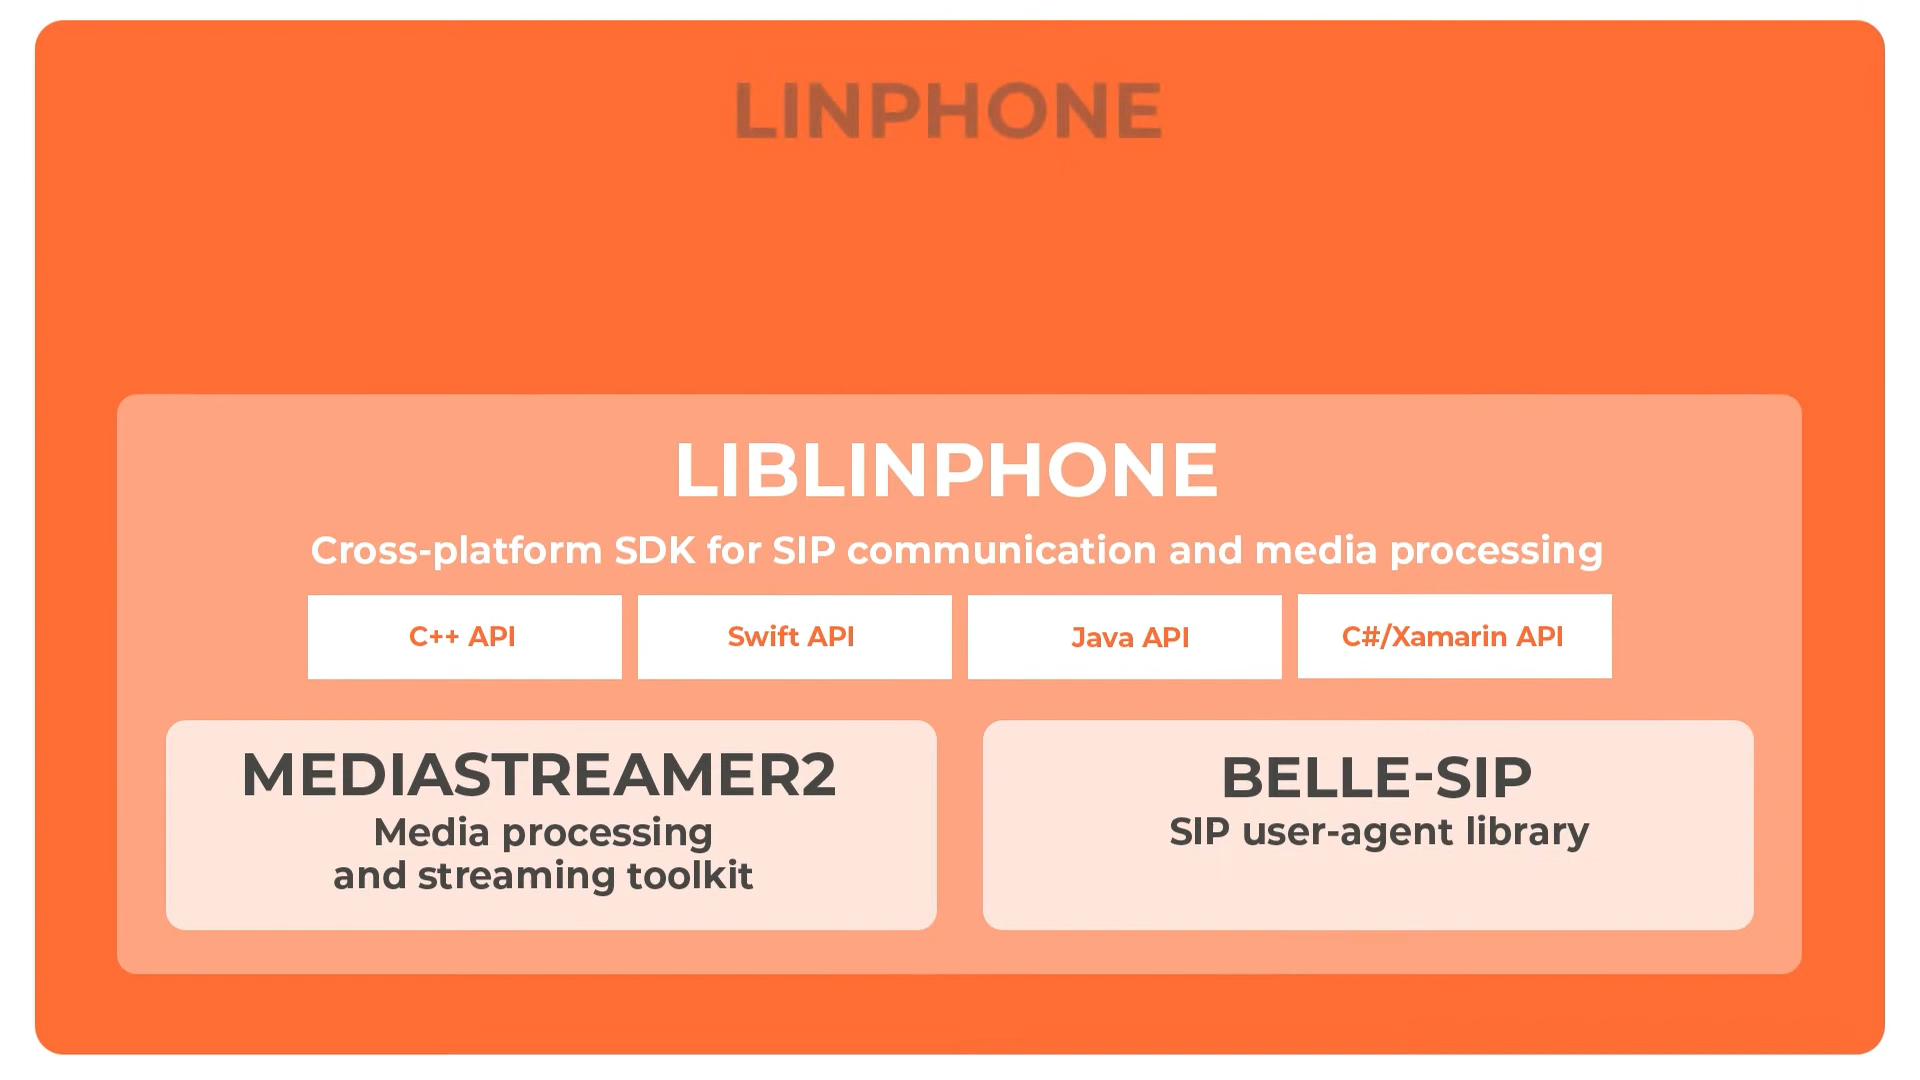 LINPHONE
LIBLINPHONE
Cross-platform SDK for SIP communication and media processing
C++ API
Swift API
Java API
C#/Xamarin API
MEDIASTREAMER2
Media processing
and streaming toolkit
BELLE-SIP
SIP user-agent library